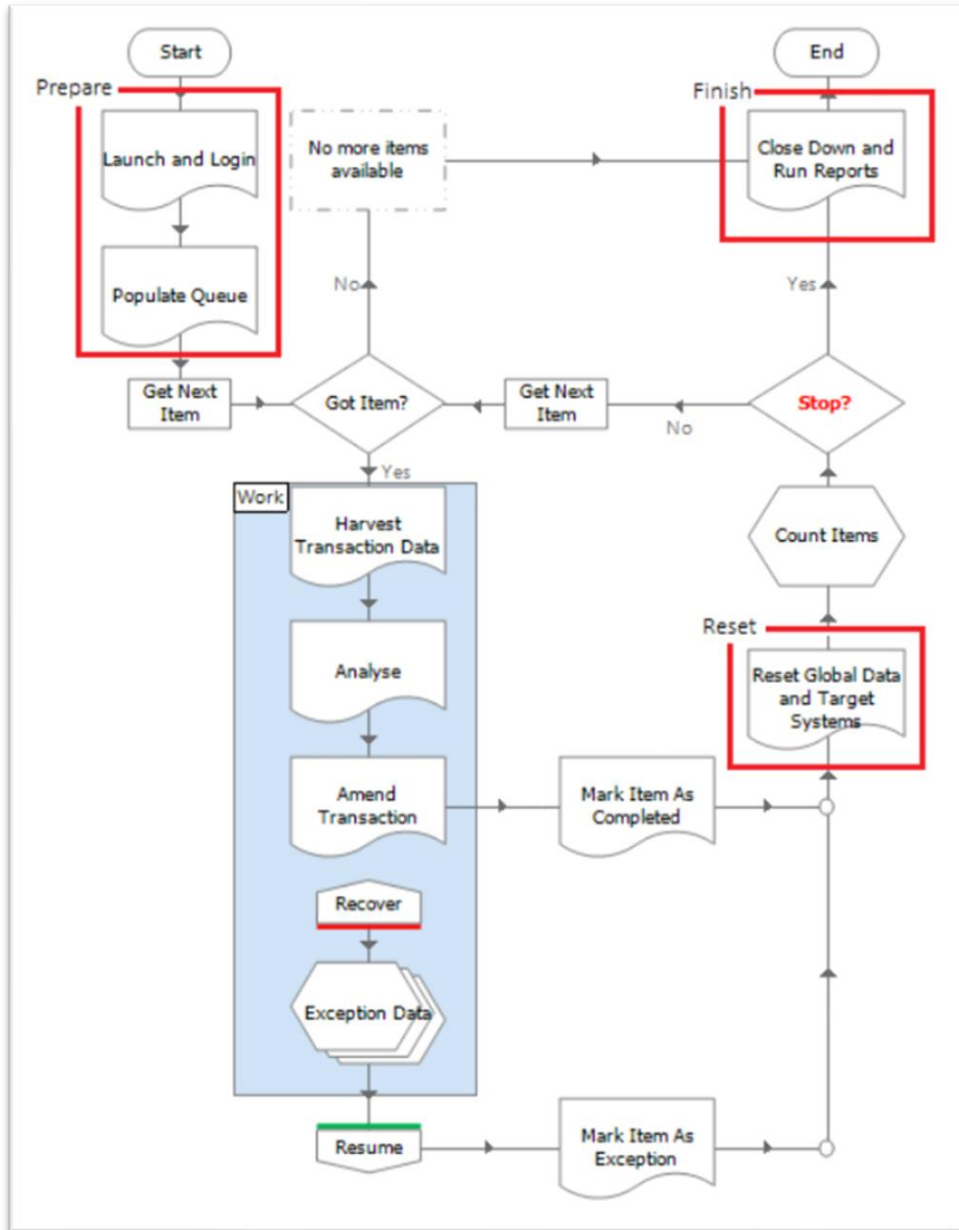 Start
End
Prepare
Finish
Launch and Login
No more items
available
Close Down and
Run Reports
Populate Queue
No
Yes
Get Next
Item
Got Item?
Get Next
Item
Stop?
No
Yes
Work
Harvest
Transaction Data
Count Items
Analyse
Reset
Reset Global Data
and Target
Systems
Amend
Transaction
Mark Item As
Completed
Recover
Exception Data
Resume
Mark Item As
Exception